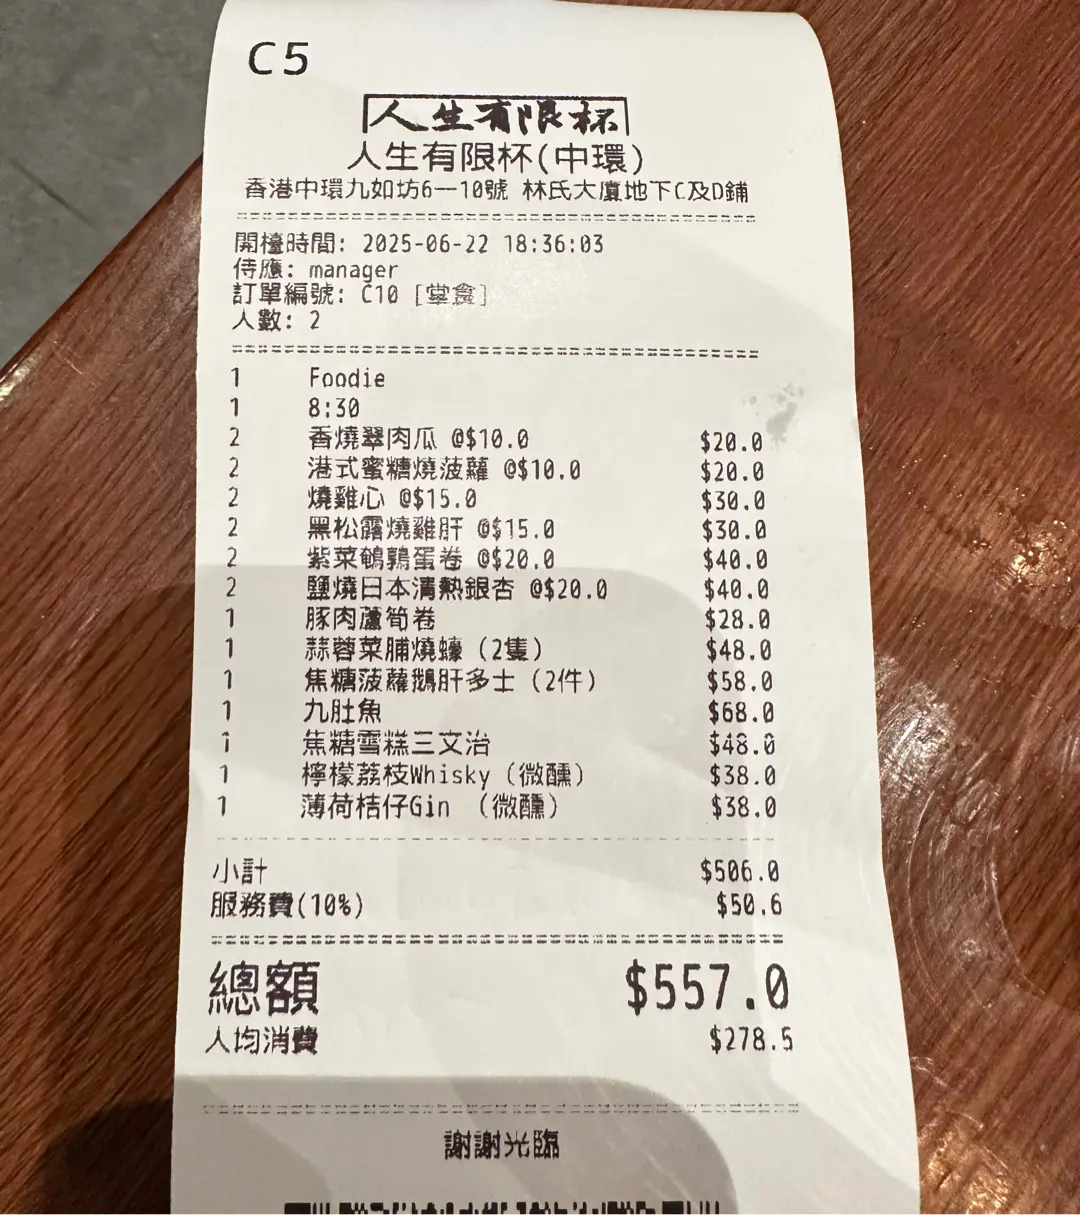 C5
人生有限杯
人生有限杯(中環)
香港中環九如坊6—10號 林氏大廈地下C及D鋪
開檯時間: 2025-06-22 18:36:03
侍應: manager
訂單編號: C10 [堂食]
人數: 2
1 Foodie
1 8:30
2 香燒翠肉瓜 @$10.0 $20.0
2 港式蜜糖燒菠蘿 @$10.0 $20.0
2 燒雞心 @$15.0 $30.0
2 黑松露燒雞肝 @$15.0 $30.0
2 紫菜鵪鶉蛋卷 @$20.0 $40.0
2 鹽燒日本清熱銀杏 @$20.0 $40.0
1 豚肉蘆筍卷 $28.0
1 蒜蓉菜脯燒蠔 (2隻) $48.0
1 焦糖菠蘿鵝肝多士 (2件) $58.0
1 九肚魚 $68.0
1 焦糖雪糕三文治 $48.0
1 檸檬荔枝Whisky (微醺) $38.0
1 薄荷桔仔Gin (微醺) $38.0
小計 $506.0
服務費(10%) $50.6
總額 $557.0
人均消費 $278.5
謝謝光臨